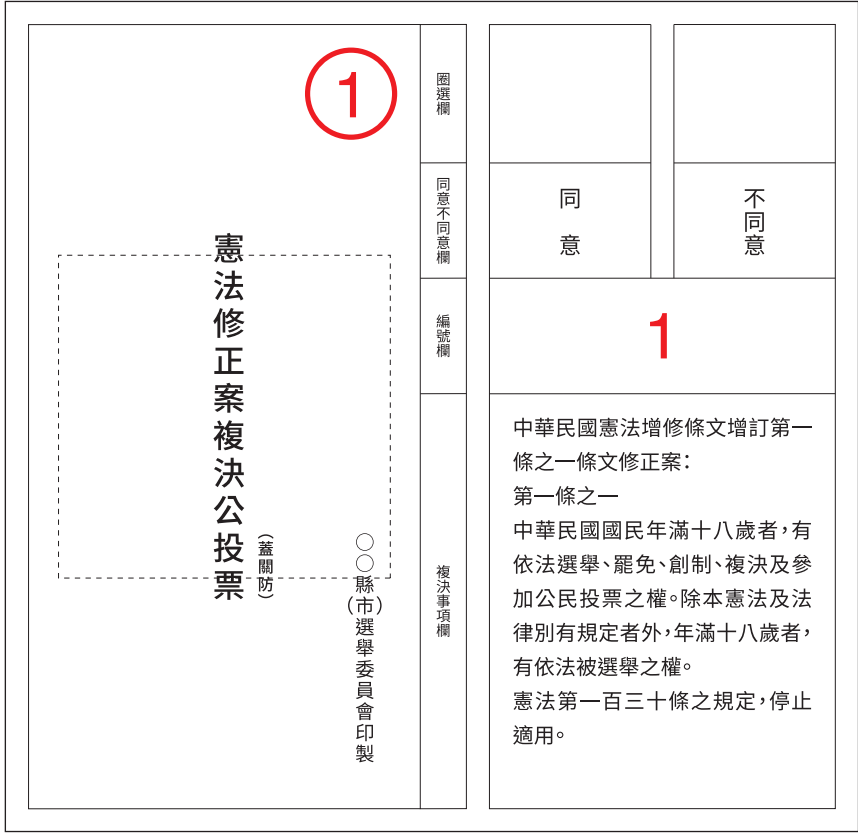 1
憲法修正案複決公投票
(蓋關防)
○○縣(市)選舉委員會印製
圈選欄
同意不同意欄
編號欄
複決事項欄
同意
不同意
1
中華民國憲法增修條文增訂第一
條之一條文修正案：
第一條之一
中華民國國民年滿十八歲者，有
依法選舉、罷免、創制、複決及參
加公民投票之權。除本憲法及法
律別有規定者外，年滿十八歲者，
有依法被選舉之權。
憲法第一百三十條之規定，停止
適用。